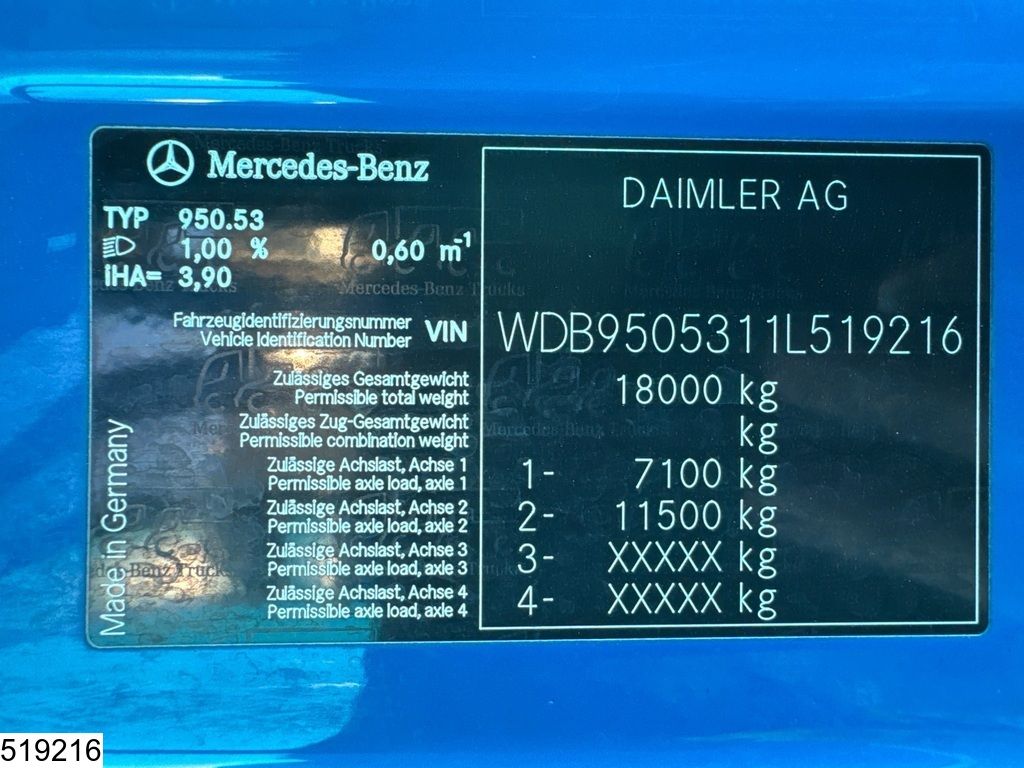 Mercedes-Benz
DAIMLER AG
TYP 950.53
1,00 % 0,60 m⁻¹
iHA= 3,90
Mercedes-Benz Trucks
Fahrzeugidentifizierungsnummer
Vehicle Identification Number
VIN WDB9505311L519216
Zulässiges Gesamtgewicht
Permissible total weight
18000 kg
Zulässiges Zug-Gesamtgewicht
Permissible combination weight
kg
Zulässige Achslast, Achse 1
Permissible axle load, axle 1
1- 7100 kg
Zulässige Achslast, Achse 2
Permissible axle load, axle 2
2- 11500 kg
Zulässige Achslast, Achse 3
Permissible axle load, axle 3
3- XXXXX kg
Zulässige Achslast, Achse 4
Permissible axle load, axle 4
4- XXXXX kg
Made in Germany
519216